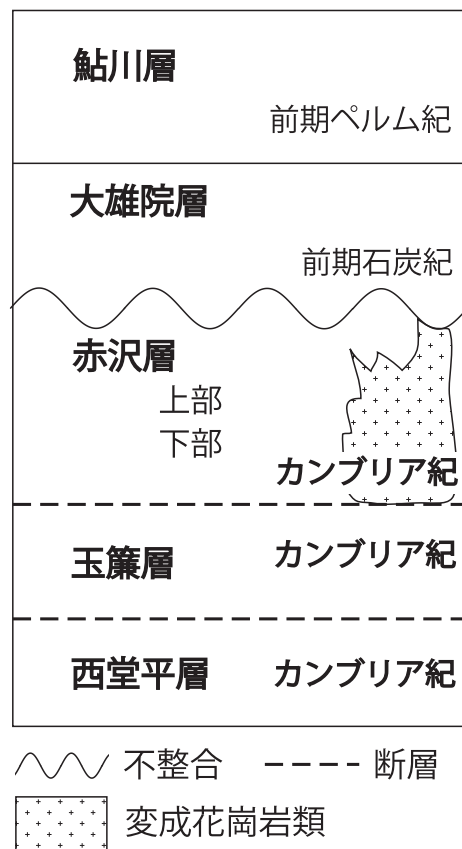 鮎川層
前期ペルム紀
大雄院層
前期石炭紀
赤沢層
上部
下部
カンブリア紀
玉簾層
カンブリア紀
西堂平層
カンブリア紀
不整合
断層
変成花崗岩類